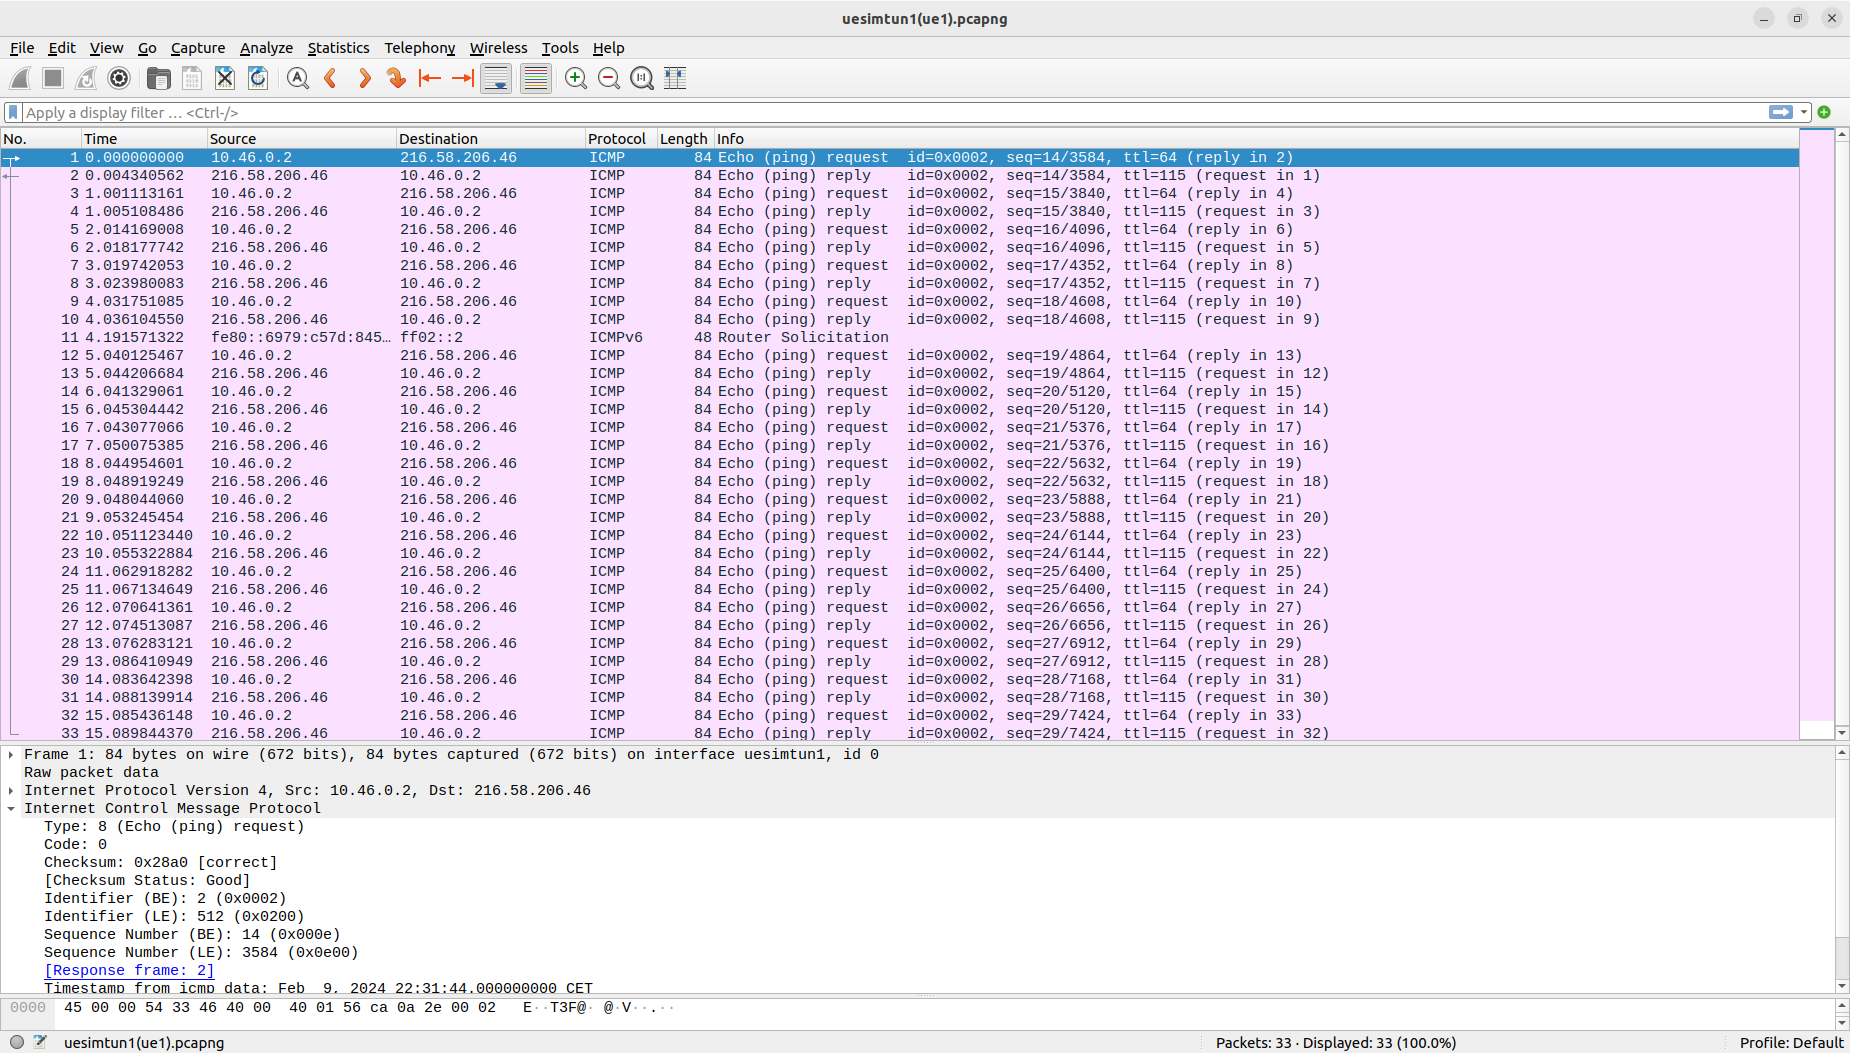 uesimtun1(ue1).pcapng
File Edit View Go Capture Analyze Statistics Telephony Wireless Tools Help
Apply a display filter … <Ctrl-/>
No. Time Source Destination Protocol Length Info
1 0.000000000 10.46.0.2 216.58.206.46 ICMP 84 Echo (ping) request id=0x0002, seq=14/3584, ttl=64 (reply in 2)
2 0.004340562 216.58.206.46 10.46.0.2 ICMP 84 Echo (ping) reply id=0x0002, seq=14/3584, ttl=115 (request in 1)
3 1.001113161 10.46.0.2 216.58.206.46 ICMP 84 Echo (ping) request id=0x0002, seq=15/3840, ttl=64 (reply in 4)
4 1.005108486 216.58.206.46 10.46.0.2 ICMP 84 Echo (ping) reply id=0x0002, seq=15/3840, ttl=115 (request in 3)
5 2.014169008 10.46.0.2 216.58.206.46 ICMP 84 Echo (ping) request id=0x0002, seq=16/4096, ttl=64 (reply in 6)
6 2.018177742 216.58.206.46 10.46.0.2 ICMP 84 Echo (ping) reply id=0x0002, seq=16/4096, ttl=115 (request in 5)
7 3.019742053 10.46.0.2 216.58.206.46 ICMP 84 Echo (ping) request id=0x0002, seq=17/4352, ttl=64 (reply in 8)
8 3.023980083 216.58.206.46 10.46.0.2 ICMP 84 Echo (ping) reply id=0x0002, seq=17/4352, ttl=115 (request in 7)
9 4.031751085 10.46.0.2 216.58.206.46 ICMP 84 Echo (ping) request id=0x0002, seq=18/4608, ttl=64 (reply in 10)
10 4.036104550 216.58.206.46 10.46.0.2 ICMP 84 Echo (ping) reply id=0x0002, seq=18/4608, ttl=115 (request in 9)
11 4.191571322 fe80::6979:c57d:845… ff02::2 ICMPv6 48 Router Solicitation
12 5.040125467 10.46.0.2 216.58.206.46 ICMP 84 Echo (ping) request id=0x0002, seq=19/4864, ttl=64 (reply in 13)
13 5.044206684 216.58.206.46 10.46.0.2 ICMP 84 Echo (ping) reply id=0x0002, seq=19/4864, ttl=115 (request in 12)
14 6.041329061 10.46.0.2 216.58.206.46 ICMP 84 Echo (ping) request id=0x0002, seq=20/5120, ttl=64 (reply in 15)
15 6.045304442 216.58.206.46 10.46.0.2 ICMP 84 Echo (ping) reply id=0x0002, seq=20/5120, ttl=115 (request in 14)
16 7.043077066 10.46.0.2 216.58.206.46 ICMP 84 Echo (ping) request id=0x0002, seq=21/5376, ttl=64 (reply in 17)
17 7.050075385 216.58.206.46 10.46.0.2 ICMP 84 Echo (ping) reply id=0x0002, seq=21/5376, ttl=115 (request in 16)
18 8.044954601 10.46.0.2 216.58.206.46 ICMP 84 Echo (ping) request id=0x0002, seq=22/5632, ttl=64 (reply in 19)
19 8.048919249 216.58.206.46 10.46.0.2 ICMP 84 Echo (ping) reply id=0x0002, seq=22/5632, ttl=115 (request in 18)
20 9.048044060 10.46.0.2 216.58.206.46 ICMP 84 Echo (ping) request id=0x0002, seq=23/5888, ttl=64 (reply in 21)
21 9.053245454 216.58.206.46 10.46.0.2 ICMP 84 Echo (ping) reply id=0x0002, seq=23/5888, ttl=115 (request in 20)
22 10.051123440 10.46.0.2 216.58.206.46 ICMP 84 Echo (ping) request id=0x0002, seq=24/6144, ttl=64 (reply in 23)
23 10.055322884 216.58.206.46 10.46.0.2 ICMP 84 Echo (ping) reply id=0x0002, seq=24/6144, ttl=115 (request in 22)
24 11.062918282 10.46.0.2 216.58.206.46 ICMP 84 Echo (ping) request id=0x0002, seq=25/6400, ttl=64 (reply in 25)
25 11.067134649 216.58.206.46 10.46.0.2 ICMP 84 Echo (ping) reply id=0x0002, seq=25/6400, ttl=115 (request in 24)
26 12.070641361 10.46.0.2 216.58.206.46 ICMP 84 Echo (ping) request id=0x0002, seq=26/6656, ttl=64 (reply in 27)
27 12.074513087 216.58.206.46 10.46.0.2 ICMP 84 Echo (ping) reply id=0x0002, seq=26/6656, ttl=115 (request in 26)
28 13.076283121 10.46.0.2 216.58.206.46 ICMP 84 Echo (ping) request id=0x0002, seq=27/6912, ttl=64 (reply in 29)
29 13.086410949 216.58.206.46 10.46.0.2 ICMP 84 Echo (ping) reply id=0x0002, seq=27/6912, ttl=115 (request in 28)
30 14.083642398 10.46.0.2 216.58.206.46 ICMP 84 Echo (ping) request id=0x0002, seq=28/7168, ttl=64 (reply in 31)
31 14.088139914 216.58.206.46 10.46.0.2 ICMP 84 Echo (ping) reply id=0x0002, seq=28/7168, ttl=115 (request in 30)
32 15.085436148 10.46.0.2 216.58.206.46 ICMP 84 Echo (ping) request id=0x0002, seq=29/7424, ttl=64 (reply in 33)
33 15.089844370 216.58.206.46 10.46.0.2 ICMP 84 Echo (ping) reply id=0x0002, seq=29/7424, ttl=115 (request in 32)
Frame 1: 84 bytes on wire (672 bits), 84 bytes captured (672 bits) on interface uesimtun1, id 0
Raw packet data
Internet Protocol Version 4, Src: 10.46.0.2, Dst: 216.58.206.46
Internet Control Message Protocol
Type: 8 (Echo (ping) request)
Code: 0
Checksum: 0x28a0 [correct]
[Checksum Status: Good]
Identifier (BE): 2 (0x0002)
Identifier (LE): 512 (0x0200)
Sequence Number (BE): 14 (0x000e)
Sequence Number (LE): 3584 (0x0e00)
[Response frame: 2]
Timestamp from icmp data: Feb 9, 2024 22:31:44.000000000 CET
0000 45 00 00 54 33 46 40 00 40 01 56 ca 0a 2e 00 02 E··T3F@· @·V··.··
uesimtun1(ue1).pcapng Packets: 33 · Displayed: 33 (100.0%) Profile: Default